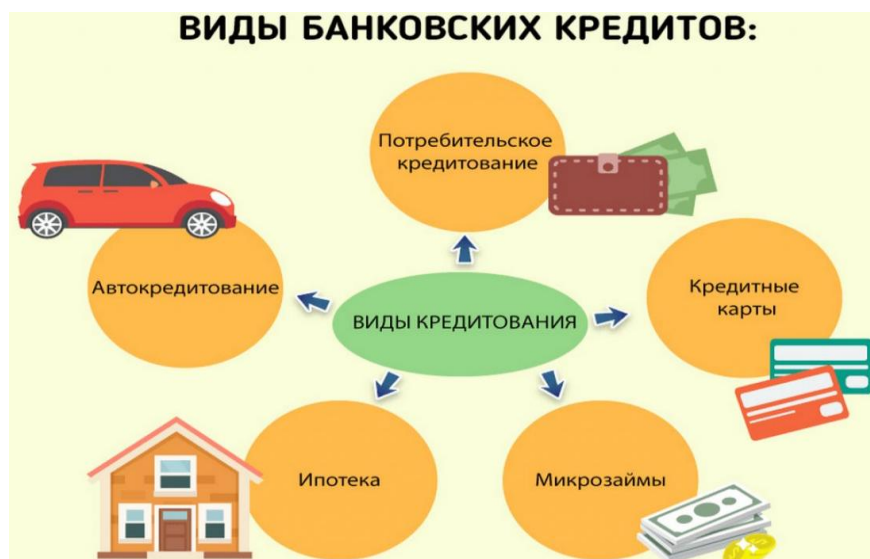 ВИДЫ БАНКОВСКИХ КРЕДИТОВ:
Потребительское
кредитование
Автокредитование
Кредитные
карты
ВИДЫ КРЕДИТОВАНИЯ
Ипотека
Микрозаймы